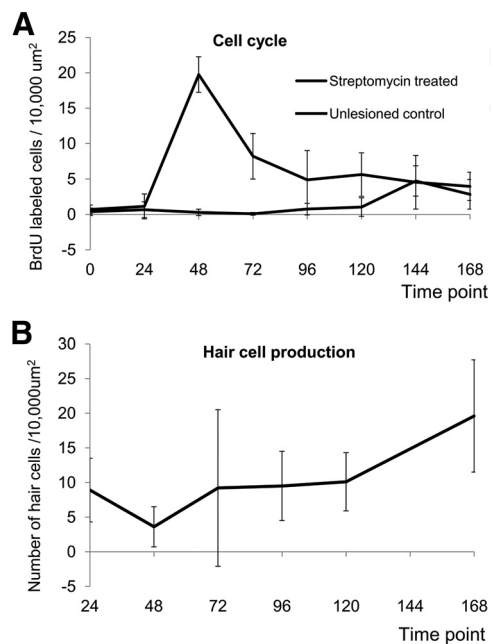 A
Cell cycle
BrdU labeled cells / 10,000 um²
25
20
15
10
5
0
-5
Streptomycin treated
Unlesioned control
0 24 48 72 96 120 144 168
Time point
B
Hair cell production
Number of hair cells /10,000um²
30
25
20
15
10
5
0
-5
24 48 72 96 120 144 168
Time point